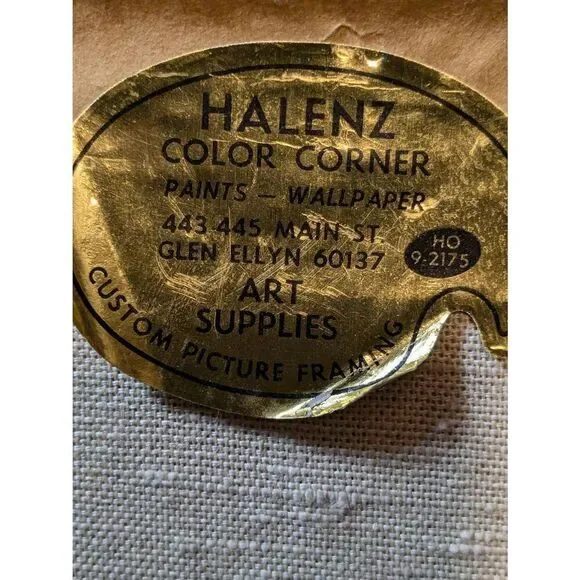 HALENZ
COLOR CORNER
PAINTS — WALLPAPER
443-445 MAIN ST.
GLEN ELLYN 60137
HO
9-2175
ART
SUPPLIES
CUSTOM PICTURE FRAMING